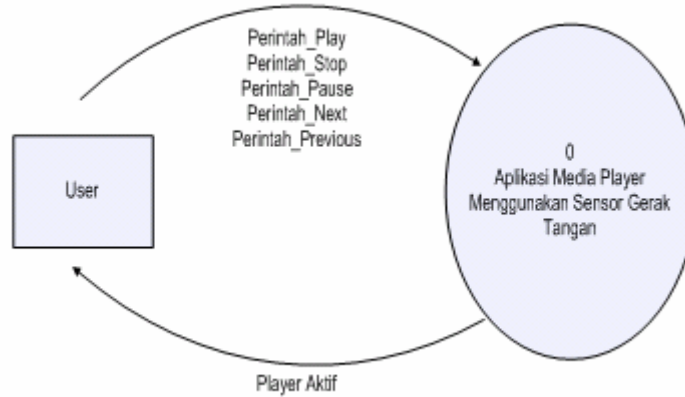 Perintah_Play
Perintah_Stop
Perintah_Pause
Perintah_Next
Perintah_Previous
User
0
Aplikasi Media Player
Menggunakan Sensor Gerak
Tangan
Player Aktif